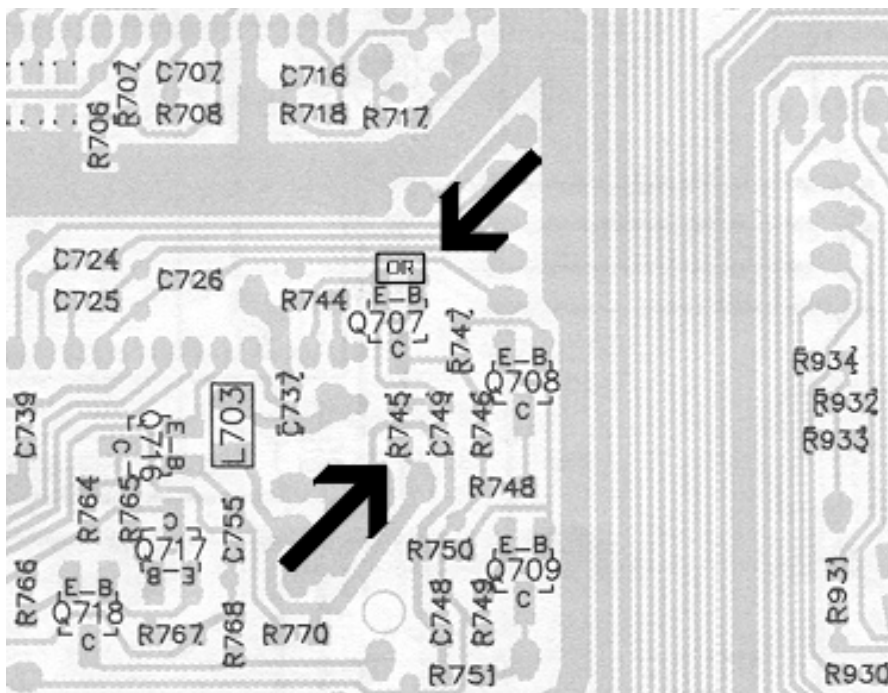 R706
R707
C707
R708
C716
R718
R717
C724
C725
C726
R744
0R
E-B
Q707
C
R747
E-B
Q708
C
C739
Q716
E-B
C
L703
C737
R745
C749
R746
R748
R934
R932
R933
R764
R765
C
Q717
E-B
C755
R750
E-B
Q709
C
R766
E-B
Q718
C
R767
R768
R770
C748
R749
R751
R931
R930